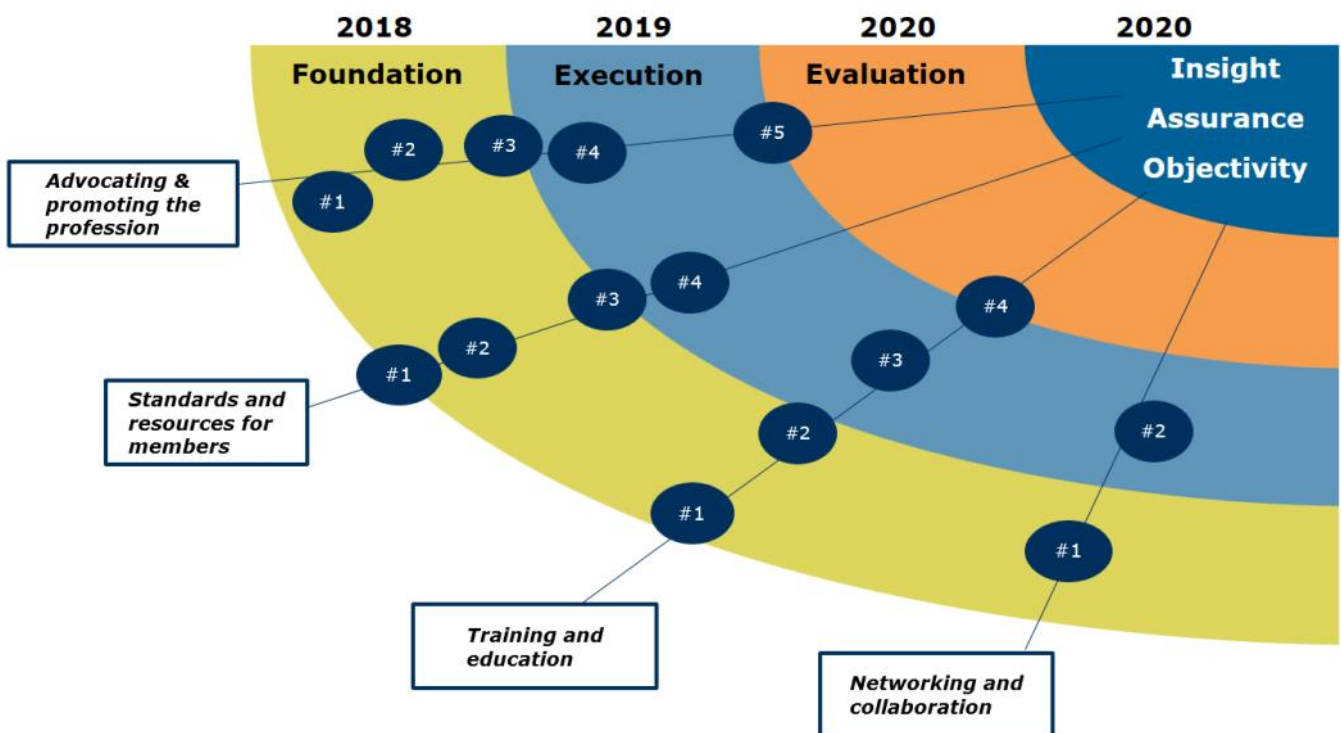 2018
2019
2020
2020
Foundation
Execution
Evaluation
Insight
Assurance
Objectivity
Advocating &
promoting the
profession
#1
#2
#3
#4
#5
Standards and
resources for
members
#1
#2
#3
#4
Training and
education
#1
#2
#3
#4
Networking and
collaboration
#1
#2